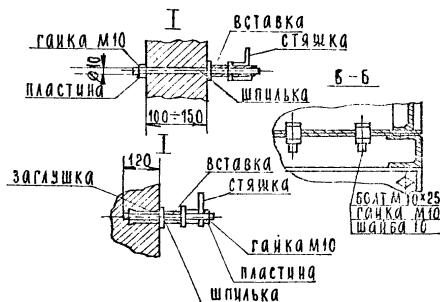 I
ГАЙКА М10
ВСТАВКА
СТЯЖКА
Ø10
ПЛАСТИНА
ШПИЛЬКА
100÷150
Б-Б
I
120
ВСТАВКА
СТЯЖКА
ЗАГЛУШКА
БОЛТ М10×25
ГАЙКА М10
ШАЙБА 10
ГАЙКА М10
ПЛАСТИНА
ШПИЛЬКА